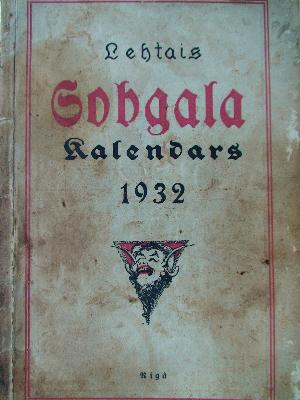 Lehtais
Sobgala
Kalendars
1932
Rigā